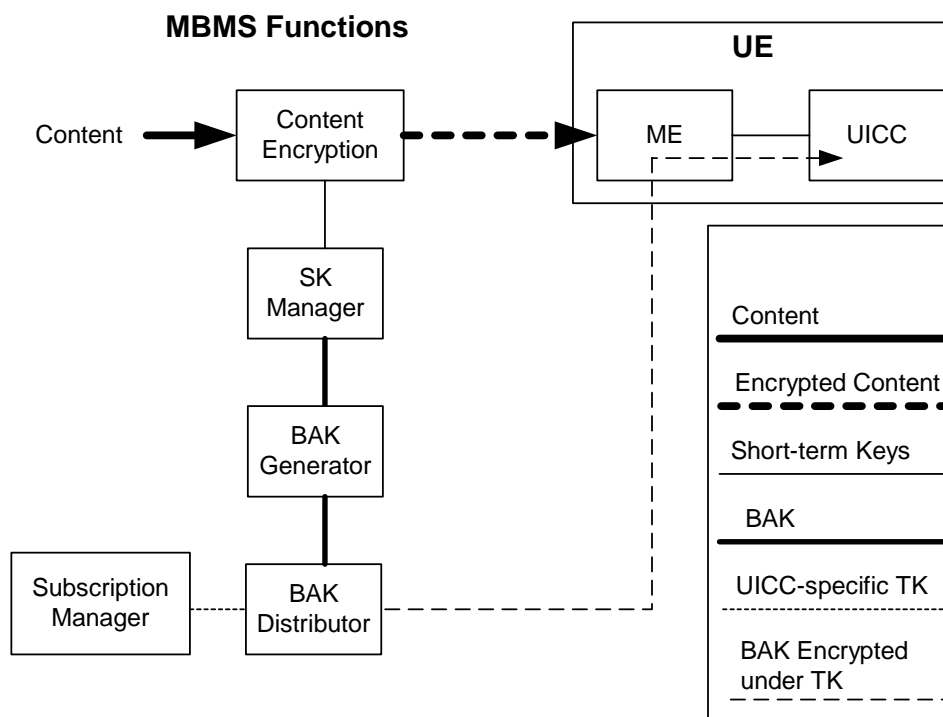 MBMS Functions
UE
Content
Content
Encryption
ME
UICC
SK
Manager
BAK
Generator
Subscription
Manager
BAK
Distributor
Content
Encrypted Content
Short-term Keys
BAK
UICC-specific TK
BAK Encrypted
under TK